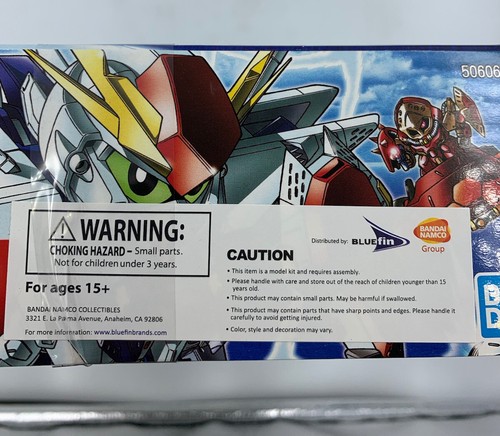 50606
WARNING:
CHOKING HAZARD – Small parts.
Not for children under 3 years.
For ages 15+
BANDAI NAMCO COLLECTIBLES
3321 E. La Palma Avenue, Anaheim, CA 92806
For more information: www.bluefinbrands.com
CAUTION
Distributed by: BLUEfin
BANDAI
NAMCO
Group
• This item is a model kit and requires assembly.
• Please handle with care and store out of the reach of children younger than 15
years old.
• This product may contain small parts. May be harmful if swallowed.
• This product may contain parts that have sharp points and edges. Please handle it
carefully to avoid getting injured.
• Color, style and decoration may vary.